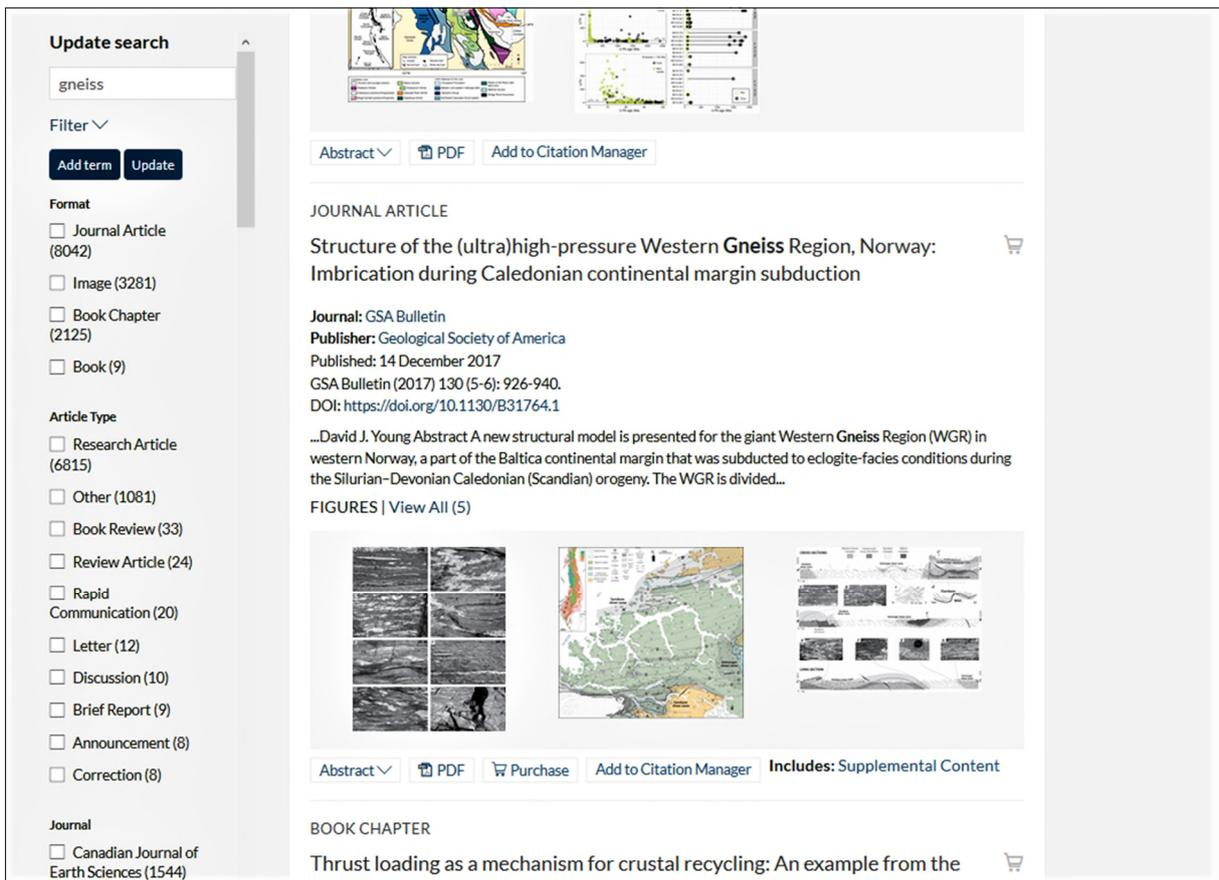 Update search
gneiss
Filter
Add term Update
Format
Journal Article
(8042)
Image (3281)
Book Chapter
(2125)
Book (9)
Article Type
Research Article
(6815)
Other (1081)
Book Review (33)
Review Article (24)
Rapid
Communication (20)
Letter (12)
Discussion (10)
Brief Report (9)
Announcement (8)
Correction (8)
Journal
Canadian Journal of
Earth Sciences (1544)
Abstract PDF Add to Citation Manager
JOURNAL ARTICLE
Structure of the (ultra)high-pressure Western Gneiss Region, Norway:
Imbrication during Caledonian continental margin subduction
Journal: GSA Bulletin
Publisher: Geological Society of America
Published: 14 December 2017
GSA Bulletin (2017) 130 (5-6): 926-940.
DOI: https://doi.org/10.1130/B31764.1
...David J. Young Abstract A new structural model is presented for the giant Western Gneiss Region (WGR) in
western Norway, a part of the Baltica continental margin that was subducted to eclogite-facies conditions during
the Silurian–Devonian Caledonian (Scandian) orogeny. The WGR is divided...
FIGURES | View All (5)
Abstract PDF Purchase Add to Citation Manager Includes: Supplemental Content
BOOK CHAPTER
Thrust loading as a mechanism for crustal recycling: An example from the